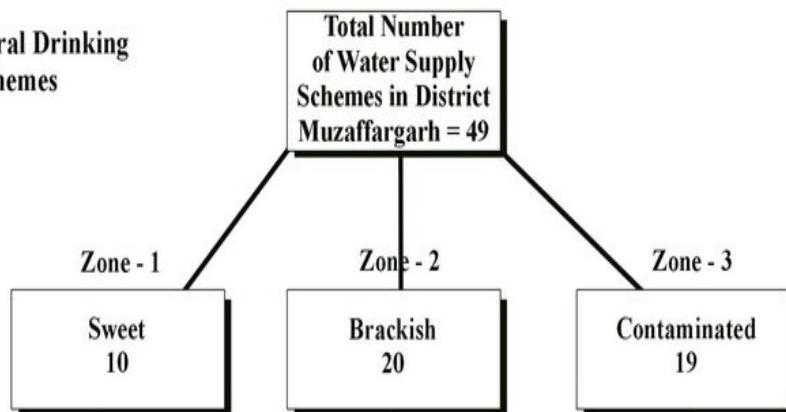 ral Drinking
hemes
Total Number
of Water Supply
Schemes in District
Muzaffargarh = 49
Zone - 1
Zone - 2
Zone - 3
Sweet
10
Brackish
20
Contaminated
19